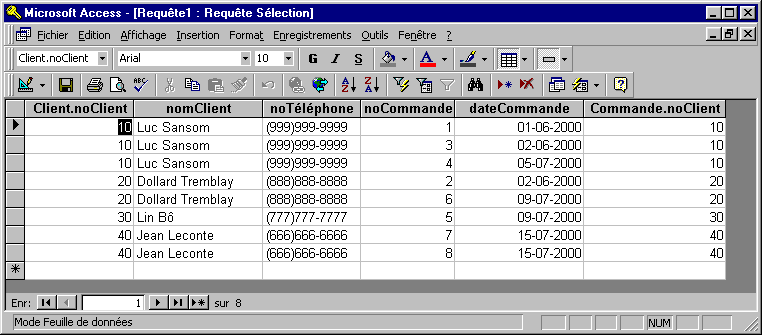 Microsoft Access - [Requête1 : Requête Sélection]
Fichier Edition Affichage Insertion Format Enregistrements Outils Fenêtre ?
Client.noClient Arial 10 G I S
Client.noClient nomClient noTéléphone noCommande dateCommande Commande.noClient
10 Luc Sansom (999)999-9999 1 01-06-2000 10
10 Luc Sansom (999)999-9999 3 02-06-2000 10
10 Luc Sansom (999)999-9999 4 05-07-2000 10
20 Dollard Tremblay (888)888-8888 2 02-06-2000 20
20 Dollard Tremblay (888)888-8888 6 09-07-2000 20
30 Lin Bô (777)777-7777 5 09-07-2000 30
40 Jean Leconte (666)666-6666 7 15-07-2000 40
40 Jean Leconte (666)666-6666 8 15-07-2000 40
Enr: 1 sur 8
Mode Feuille de données NUM